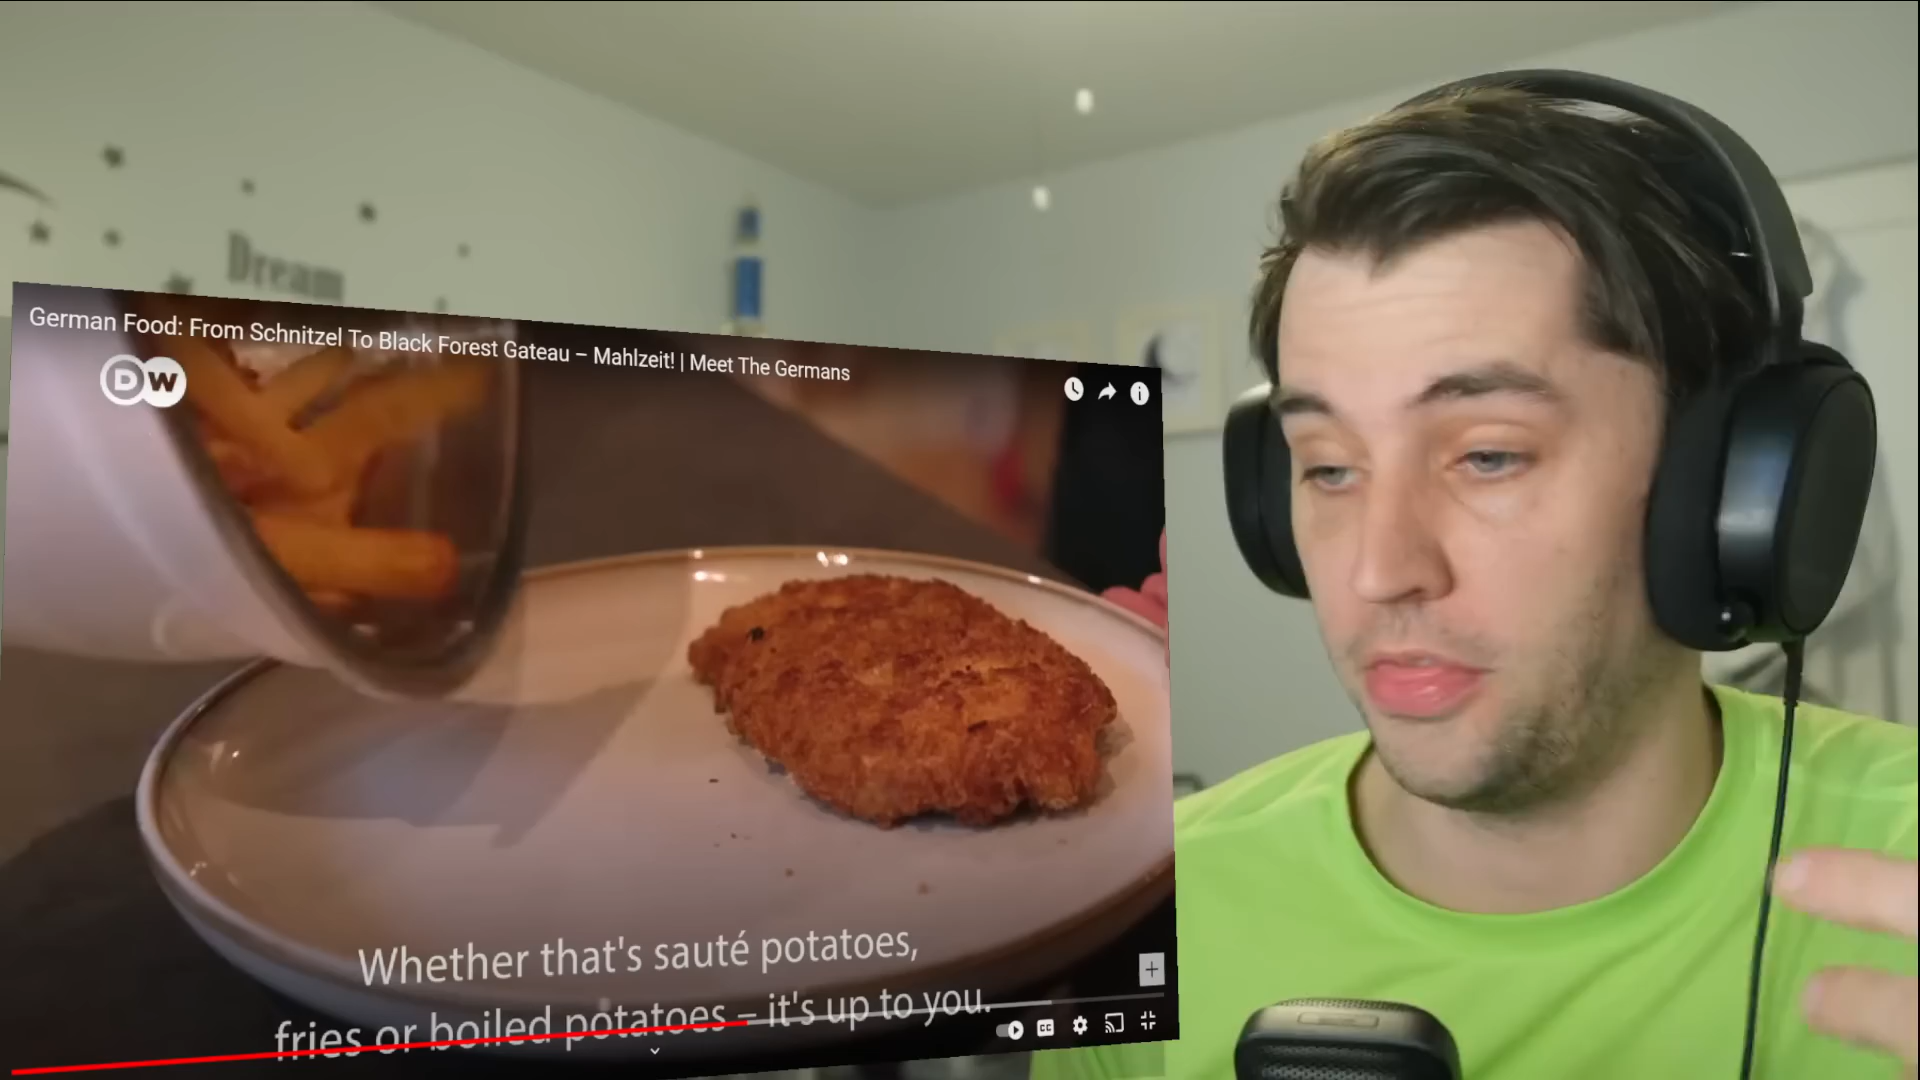 Dream
German Food: From Schnitzel To Black Forest Gateau – Mahlzeit! | Meet The Germans
DW
Whether that's sauté potatoes,
fries or boiled potatoes – it's up to you.
CC